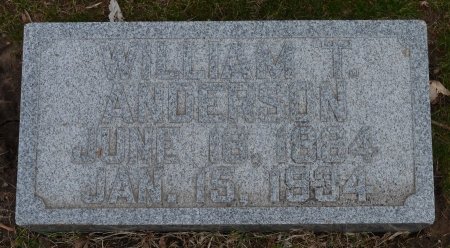 WILLIAM T.
ANDERSON
JUNE 18, 1884
JAN. 15, 1934